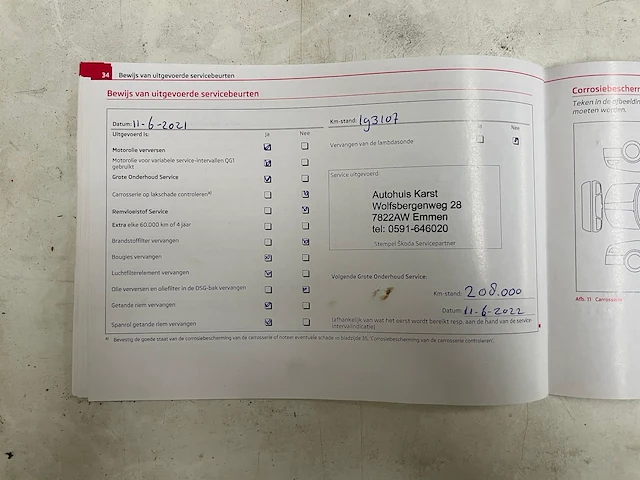 34 Bewijs van uitgevoerde servicebeurten
Bewijs van uitgevoerde servicebeurten
Datum: 11-6-2021
Uitgevoerd is: Ja Nee
Motorolie verversen
Motorolie voor variabele service-intervallen QG1
gebruikt
Grote Onderhoud Service
Carrosserie op lakschade controlerenᵃ⁾
Remvloeistof Service
Extra elke 60.000 km of 4 jaar
Brandstoffilter vervangen
Bougies vervangen
Luchtfilterelement vervangen
Olie verversen en oliefilter in de DSG-bak vervangen
Getande riem vervangen
Spanrol getande riem vervangen
Km-stand: 193107
Ja Nee
Vervangen van de lambdasonde
Service uitgevoerd:
Autohuis Karst
Wolfsbergenweg 28
7822AW Emmen
tel: 0591-646020
Stempel Škoda Servicepartner
Volgende Grote Onderhoud Service:
Km-stand: 208.000
Datum: 11-6-2022
(afhankelijk van wat het eerst wordt bereikt resp. aan de hand van de service-
intervalindicatie)
ᵃ⁾ Bevestig de goede staat van de corrosiebescherming van de carrosserie of noteer eventuele schade op bladzijde 35, 'Corrosiebescherming van de carrosserie controleren'.
Teken in de
moeten worden.
Afb. 11